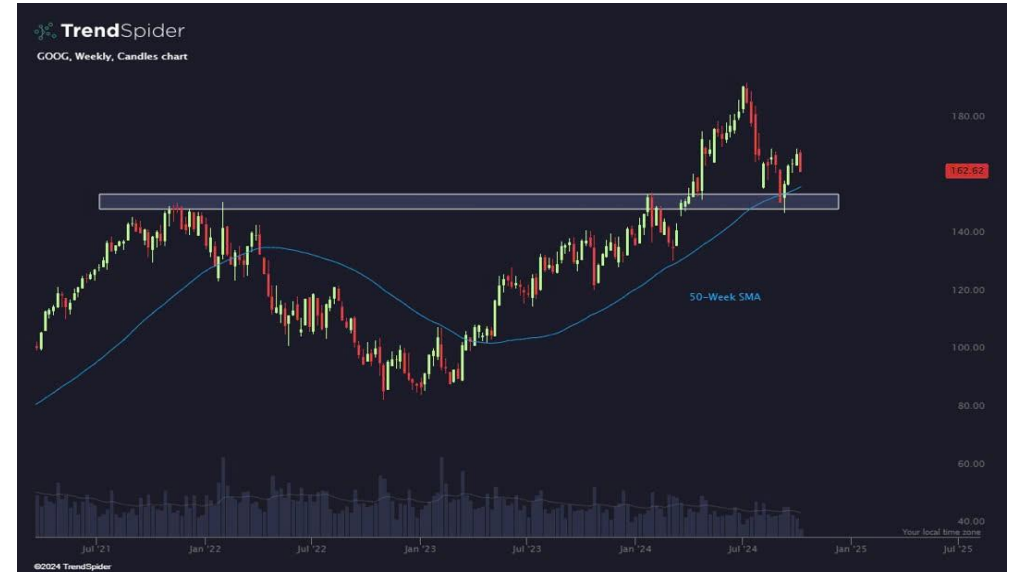 TrendSpider
GOOG, Weekly, Candles chart
180.00
162.62
140.00
50-Week SMA
120.00
100.00
80.00
60.00
40.00
Your local time zone
Jul '21
Jan '22
Jul '22
Jan '23
Jul '23
Jan '24
Jul '24
Jan '25
Jul '25
©2024 TrendSpider